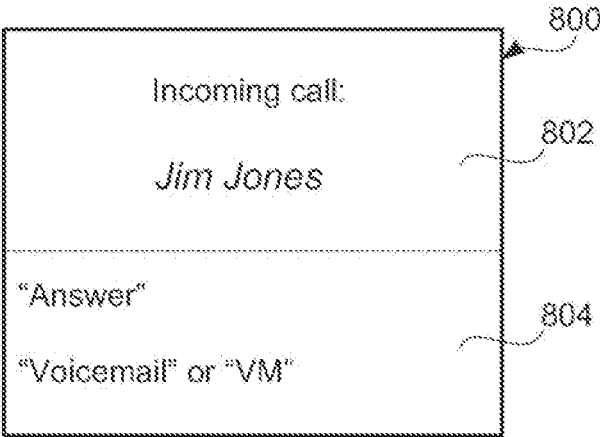 800
Incoming call:
802
Jim Jones
"Answer"
804
"Voicemail" or "VM"